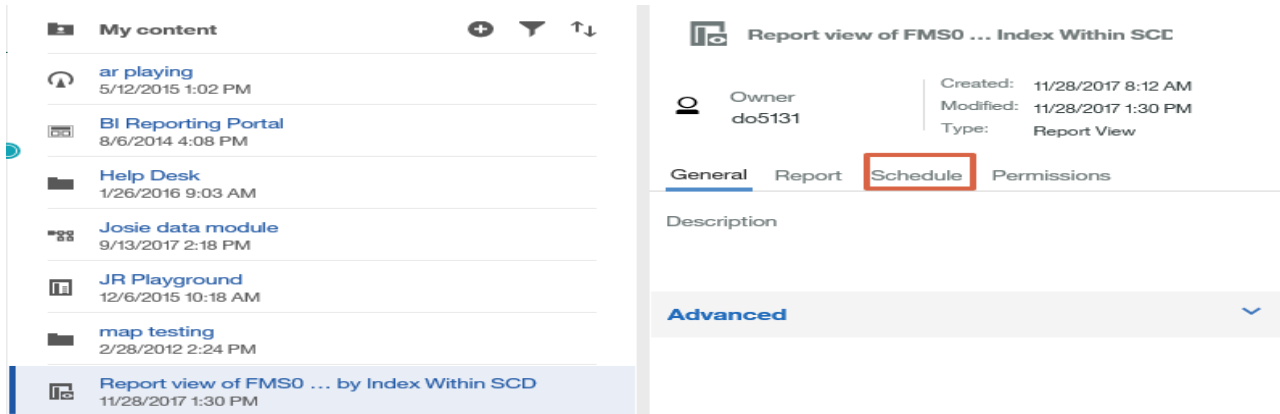 My content
ar playing
5/12/2015 1:02 PM
BI Reporting Portal
8/6/2014 4:08 PM
Help Desk
1/26/2016 9:03 AM
Josie data module
9/13/2017 2:18 PM
JR Playground
12/6/2015 10:18 AM
map testing
2/28/2012 2:24 PM
Report view of FMS0 ... by Index Within SCD
11/28/2017 1:30 PM
Report view of FMS0 ... Index Within SCD
Owner
do5131
Created: 11/28/2017 8:12 AM
Modified: 11/28/2017 1:30 PM
Type: Report View
General Report Schedule Permissions
Description
Advanced